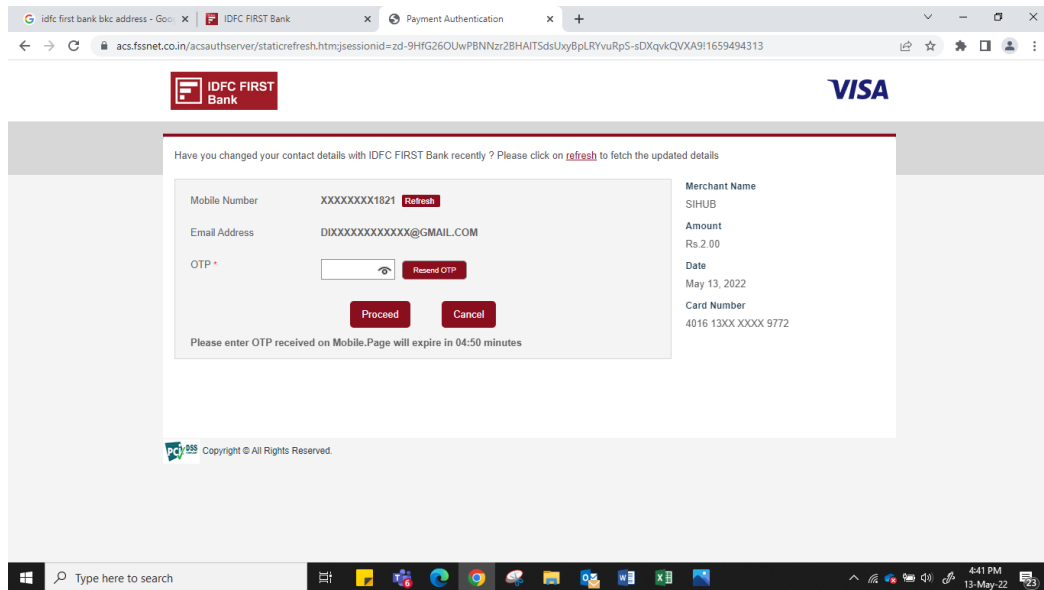 idfc first bank bkc address - Goo
IDFC FIRST Bank
Payment Authentication
acs.fssnet.co.in/acsauthserver/staticrefresh.htm;jsessionid=zd-9HfG26OUwPBNNzr2BHAITSdsUxyBpLRYvuRpS-sDXqvkQVXA9!1659494313
IDFC FIRST
Bank
VISA
Have you changed your contact details with IDFC FIRST Bank recently ? Please click on refresh to fetch the updated details
Mobile Number XXXXXXXX1821 Refresh
Email Address DIXXXXXXXXXXXX@GMAIL.COM
OTP * Resend OTP
Proceed Cancel
Please enter OTP received on Mobile.Page will expire in 04:50 minutes
Merchant Name
SIHUB
Amount
Rs.2.00
Date
May 13, 2022
Card Number
4016 13XX XXXX 9772
PCI DSS Copyright © All Rights Reserved.
Type here to search
6
4:41 PM
13-May-22
23